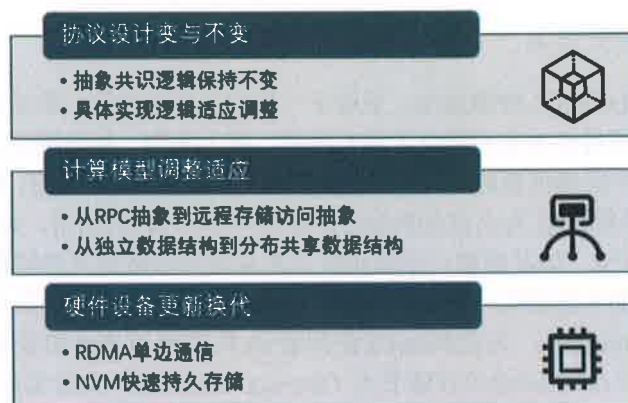 协议设计变与不变
• 抽象共识逻辑保持不变
• 具体实现逻辑适应调整
计算模型调整适应
• 从RPC抽象到远程存储访问抽象
• 从独立数据结构到分布共享数据结构
硬件设备更新换代
• RDMA单边通信
• NVM快速持久存储